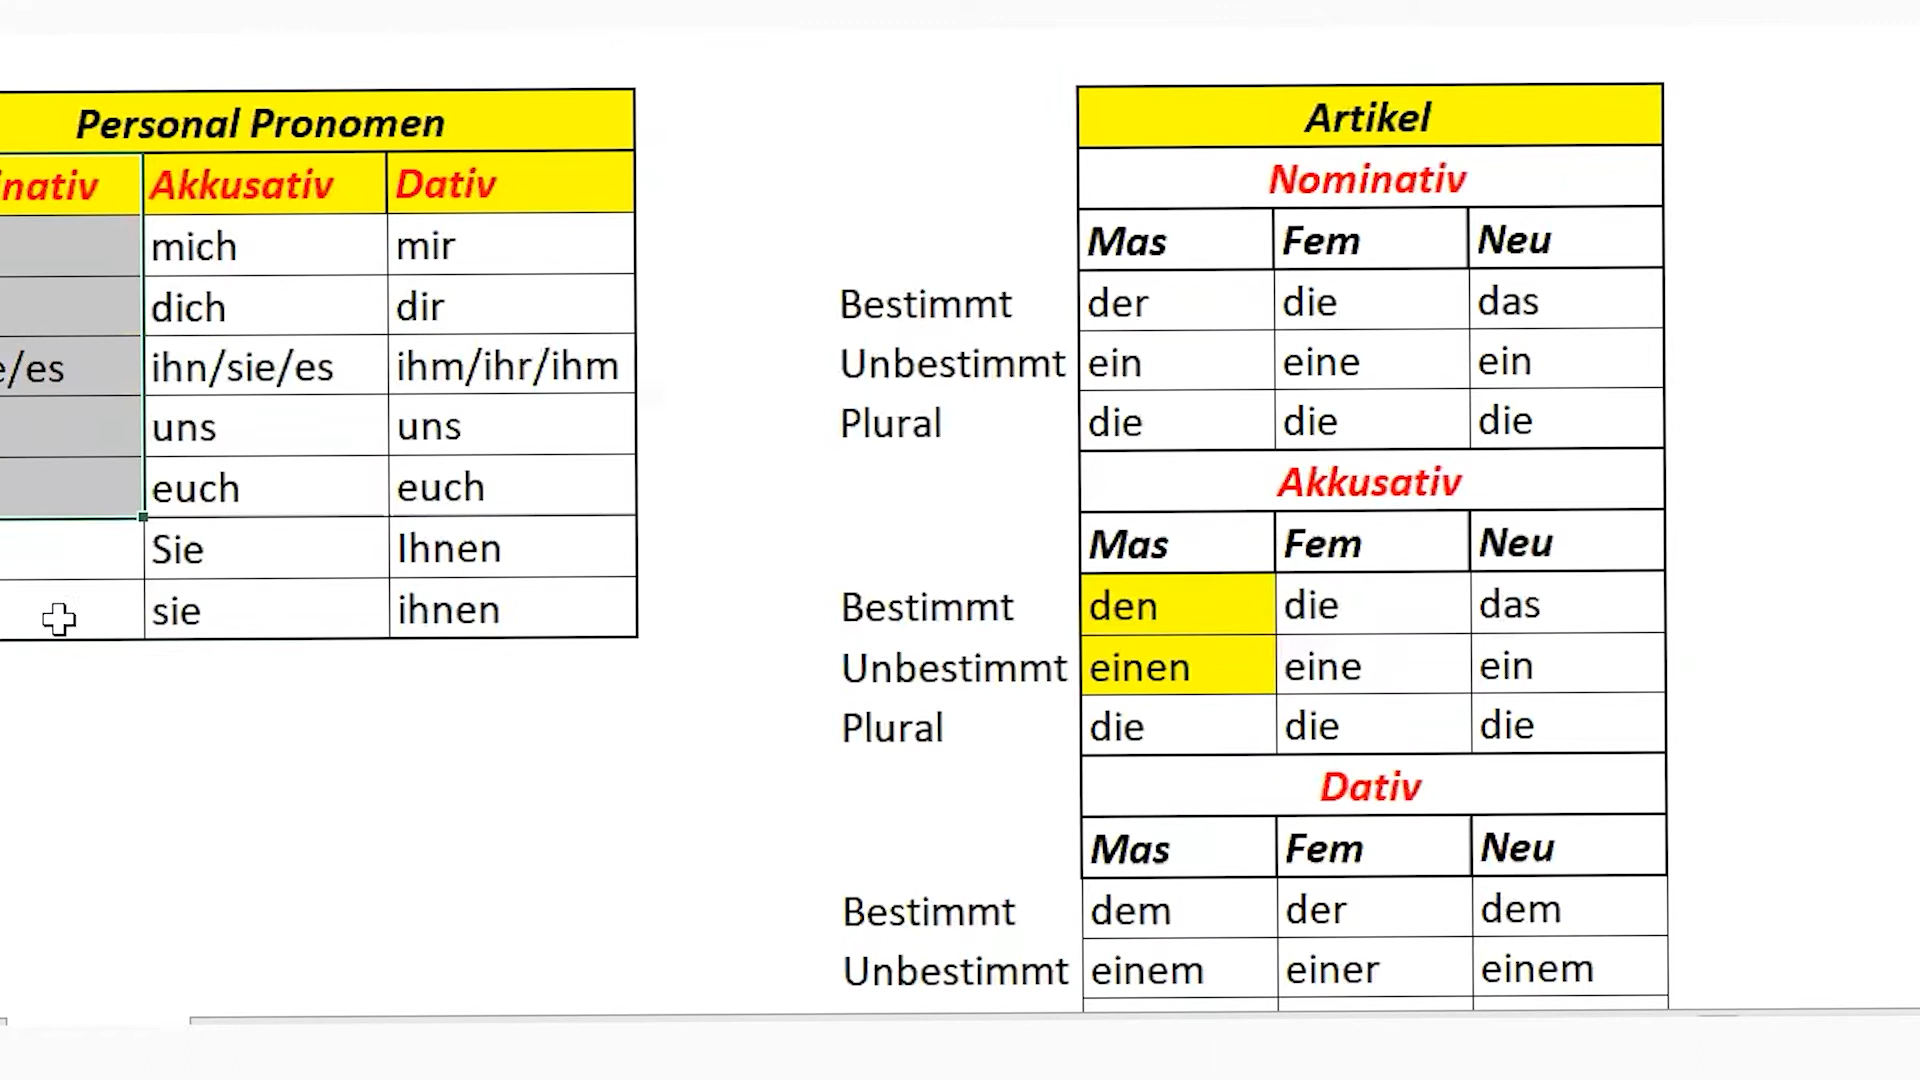 Personal Pronomen
Akkusativ Dativ
mich mir
dich dir
/es ihn/sie/es ihm/ihr/ihm
uns uns
euch euch
Sie Ihnen
sie ihnen
Artikel
Nominativ
Mas Fem Neu
Bestimmt der die das
Unbestimmt ein eine ein
Plural die die die
Akkusativ
Mas Fem Neu
Bestimmt den die das
Unbestimmt einen eine ein
Plural die die die
Dativ
Mas Fem Neu
Bestimmt dem der dem
Unbestimmt einem einer einem